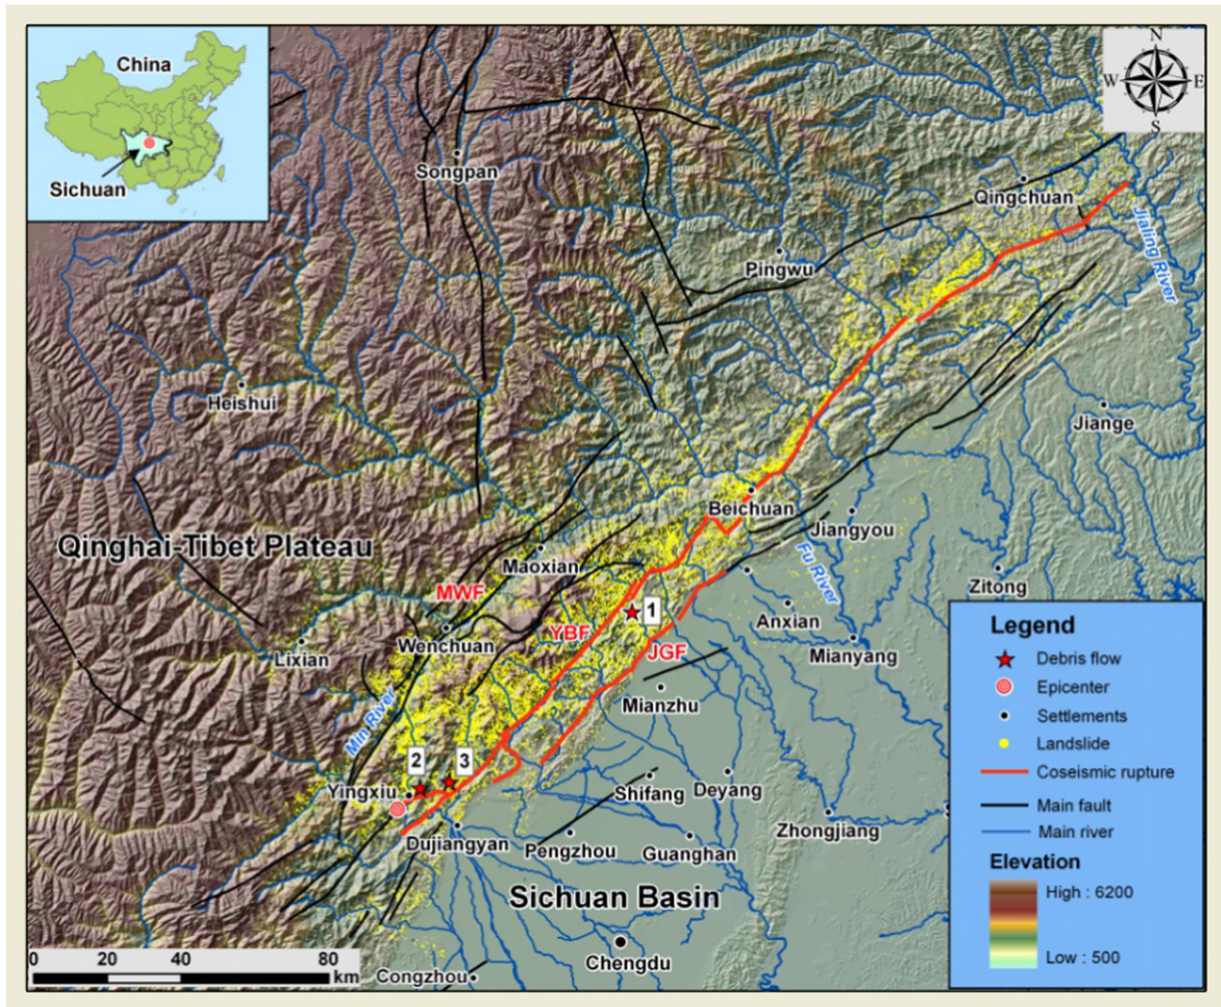 China
Sichuan
N
W
E
S
Songpan
Qingchuan
Pingwu
Jialing River
Heishui
Jiange
Beichuan
Jiangyou
Qinghai-Tibet Plateau
Maoxian
Fu River
Zitong
MWF
1
Anxian
Wenchuan
YBF
JGF
Lixian
Mianyang
Mianzhu
Min River
2
3
Yingxiu
Shifang
Deyang
Zhongjiang
Dujiangyan
Pengzhou
Guanghan
Sichuan Basin
Chengdu
Congzhou
0 20 40 80
km
Legend
Debris flow
Epicenter
Settlements
Landslide
Coseismic rupture
Main fault
Main river
Elevation
High : 6200
Low : 500